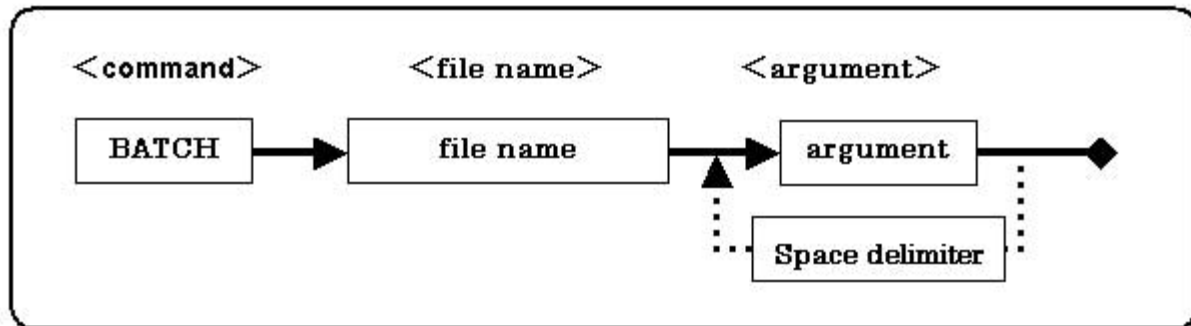 <command> <file name> <argument>
BATCH file name argument
Space delimiter